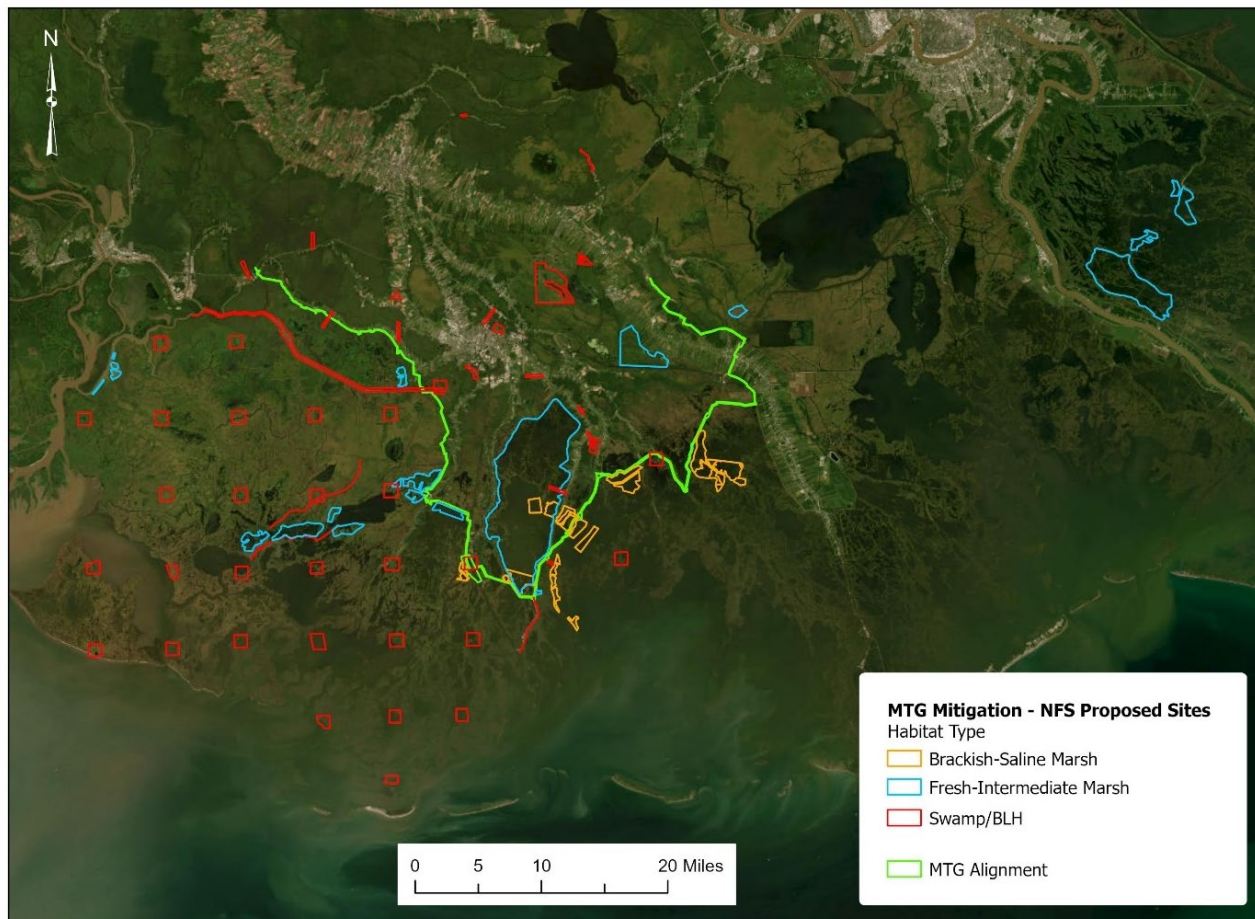 N
MTG Mitigation - NFS Proposed Sites
Habitat Type
Brackish-Saline Marsh
Fresh-Intermediate Marsh
Swamp/BLH
MTG Alignment
0 5 10 20 Miles